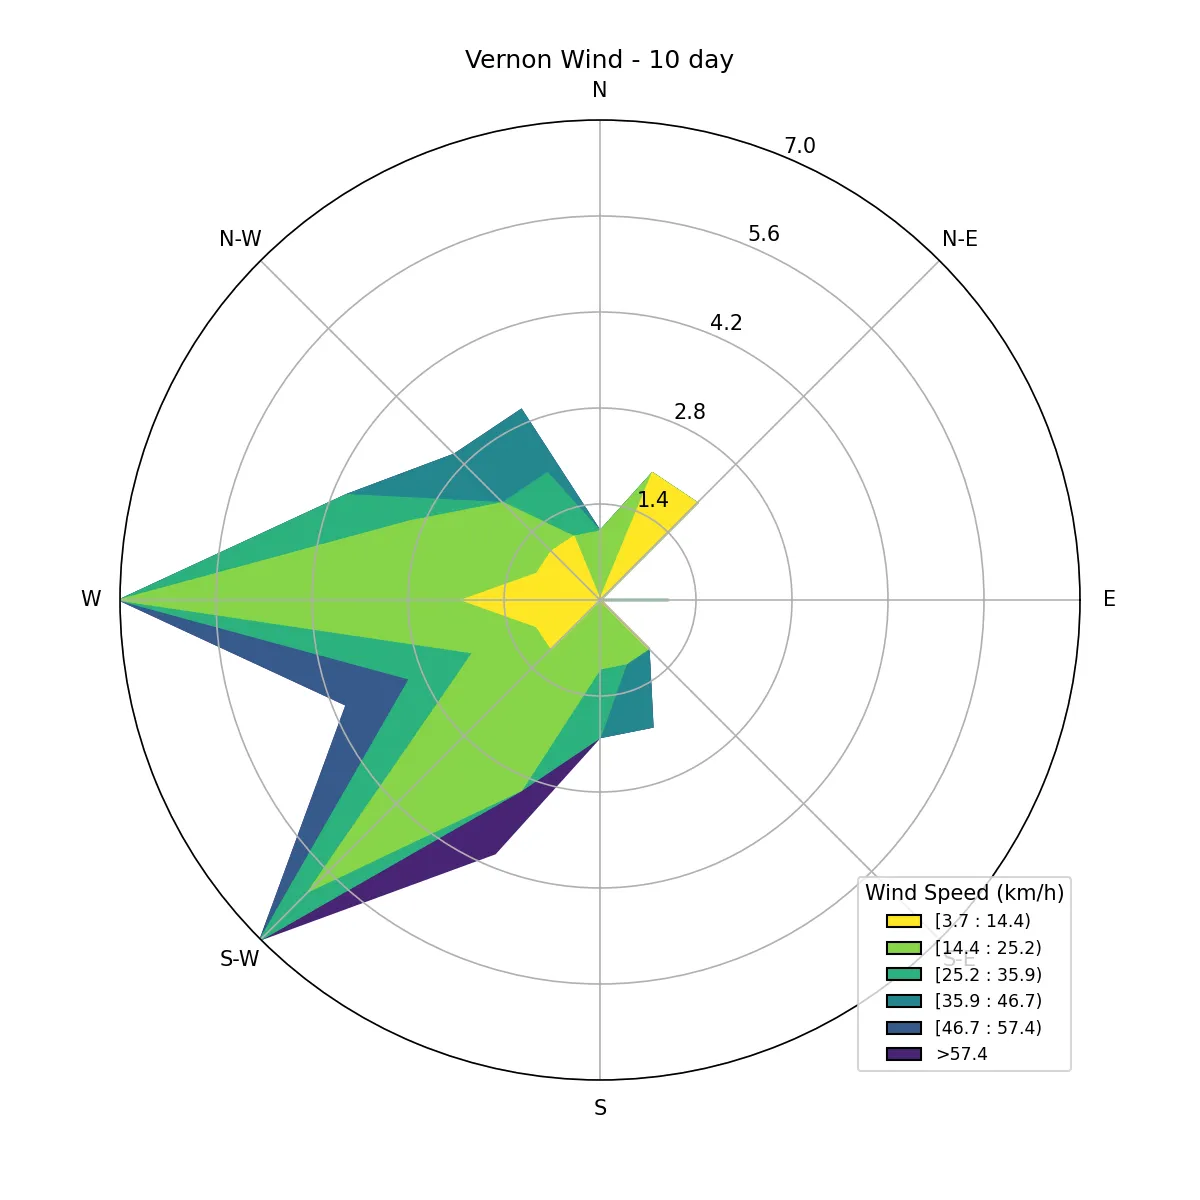 Vernon Wind - 10 day
N
7.0
N-W
N-E
5.6
4.2
2.8
1.4
W
E
S-W
S-E
S
Wind Speed (km/h)
[3.7 : 14.4)
[14.4 : 25.2)
[25.2 : 35.9)
[35.9 : 46.7)
[46.7 : 57.4)
>57.4